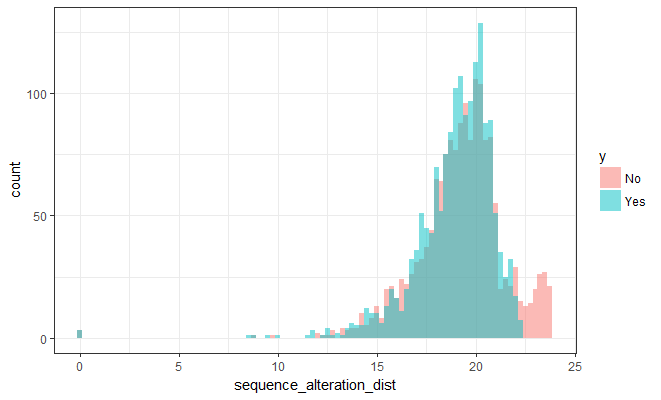 100
50
0
count
0 5 10 15 20 25
sequence_alteration_dist
y
No
Yes